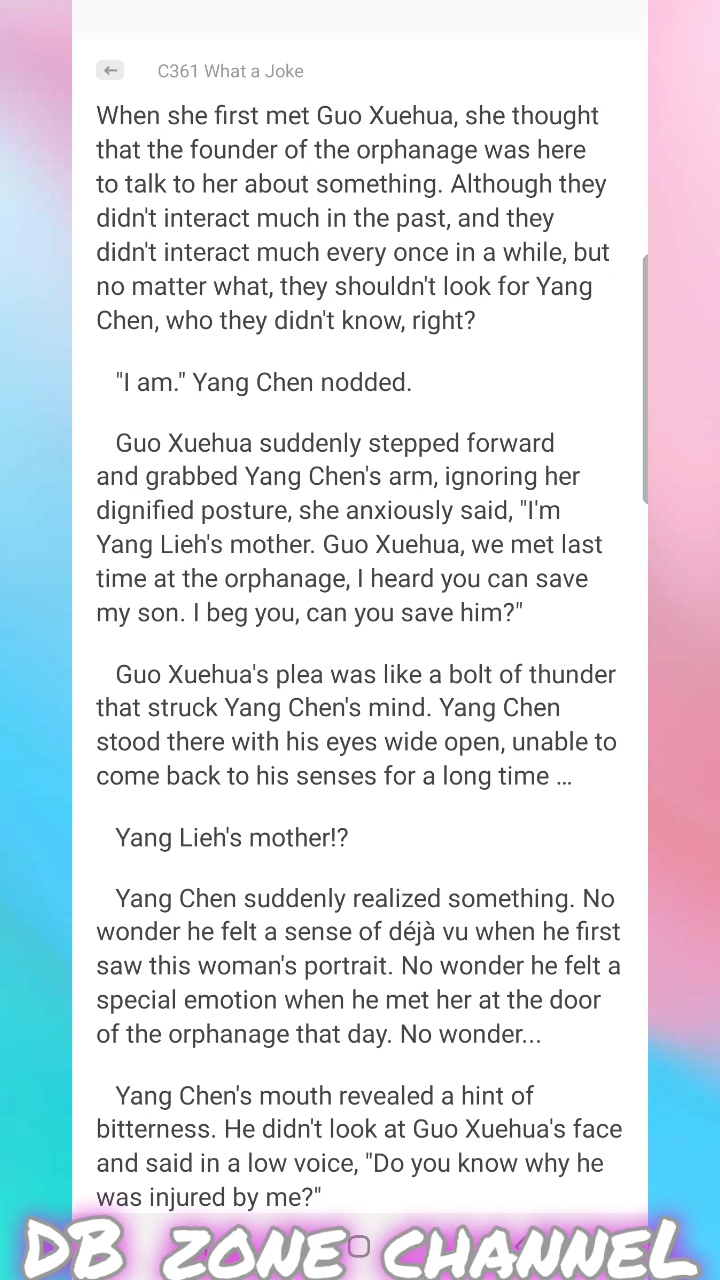 C361 What a Joke
When she first met Guo Xuehua, she thought
that the founder of the orphanage was here
to talk to her about something. Although they
didn't interact much in the past, and they
didn't interact much every once in a while, but
no matter what, they shouldn't look for Yang
Chen, who they didn't know, right?
"I am." Yang Chen nodded.
Guo Xuehua suddenly stepped forward
and grabbed Yang Chen's arm, ignoring her
dignified posture, she anxiously said, "I'm
Yang Lieh's mother. Guo Xuehua, we met last
time at the orphanage, I heard you can save
my son. I beg you, can you save him?"
Guo Xuehua's plea was like a bolt of thunder
that struck Yang Chen's mind. Yang Chen
stood there with his eyes wide open, unable to
come back to his senses for a long time ...
Yang Lieh's mother!?
Yang Chen suddenly realized something. No
wonder he felt a sense of déjà vu when he first
saw this woman's portrait. No wonder he felt a
special emotion when he met her at the door
of the orphanage that day. No wonder...
Yang Chen's mouth revealed a hint of
bitterness. He didn't look at Guo Xuehua's face
and said in a low voice, "Do you know why he
was injured by me?"
DB ZONE CHANNEL